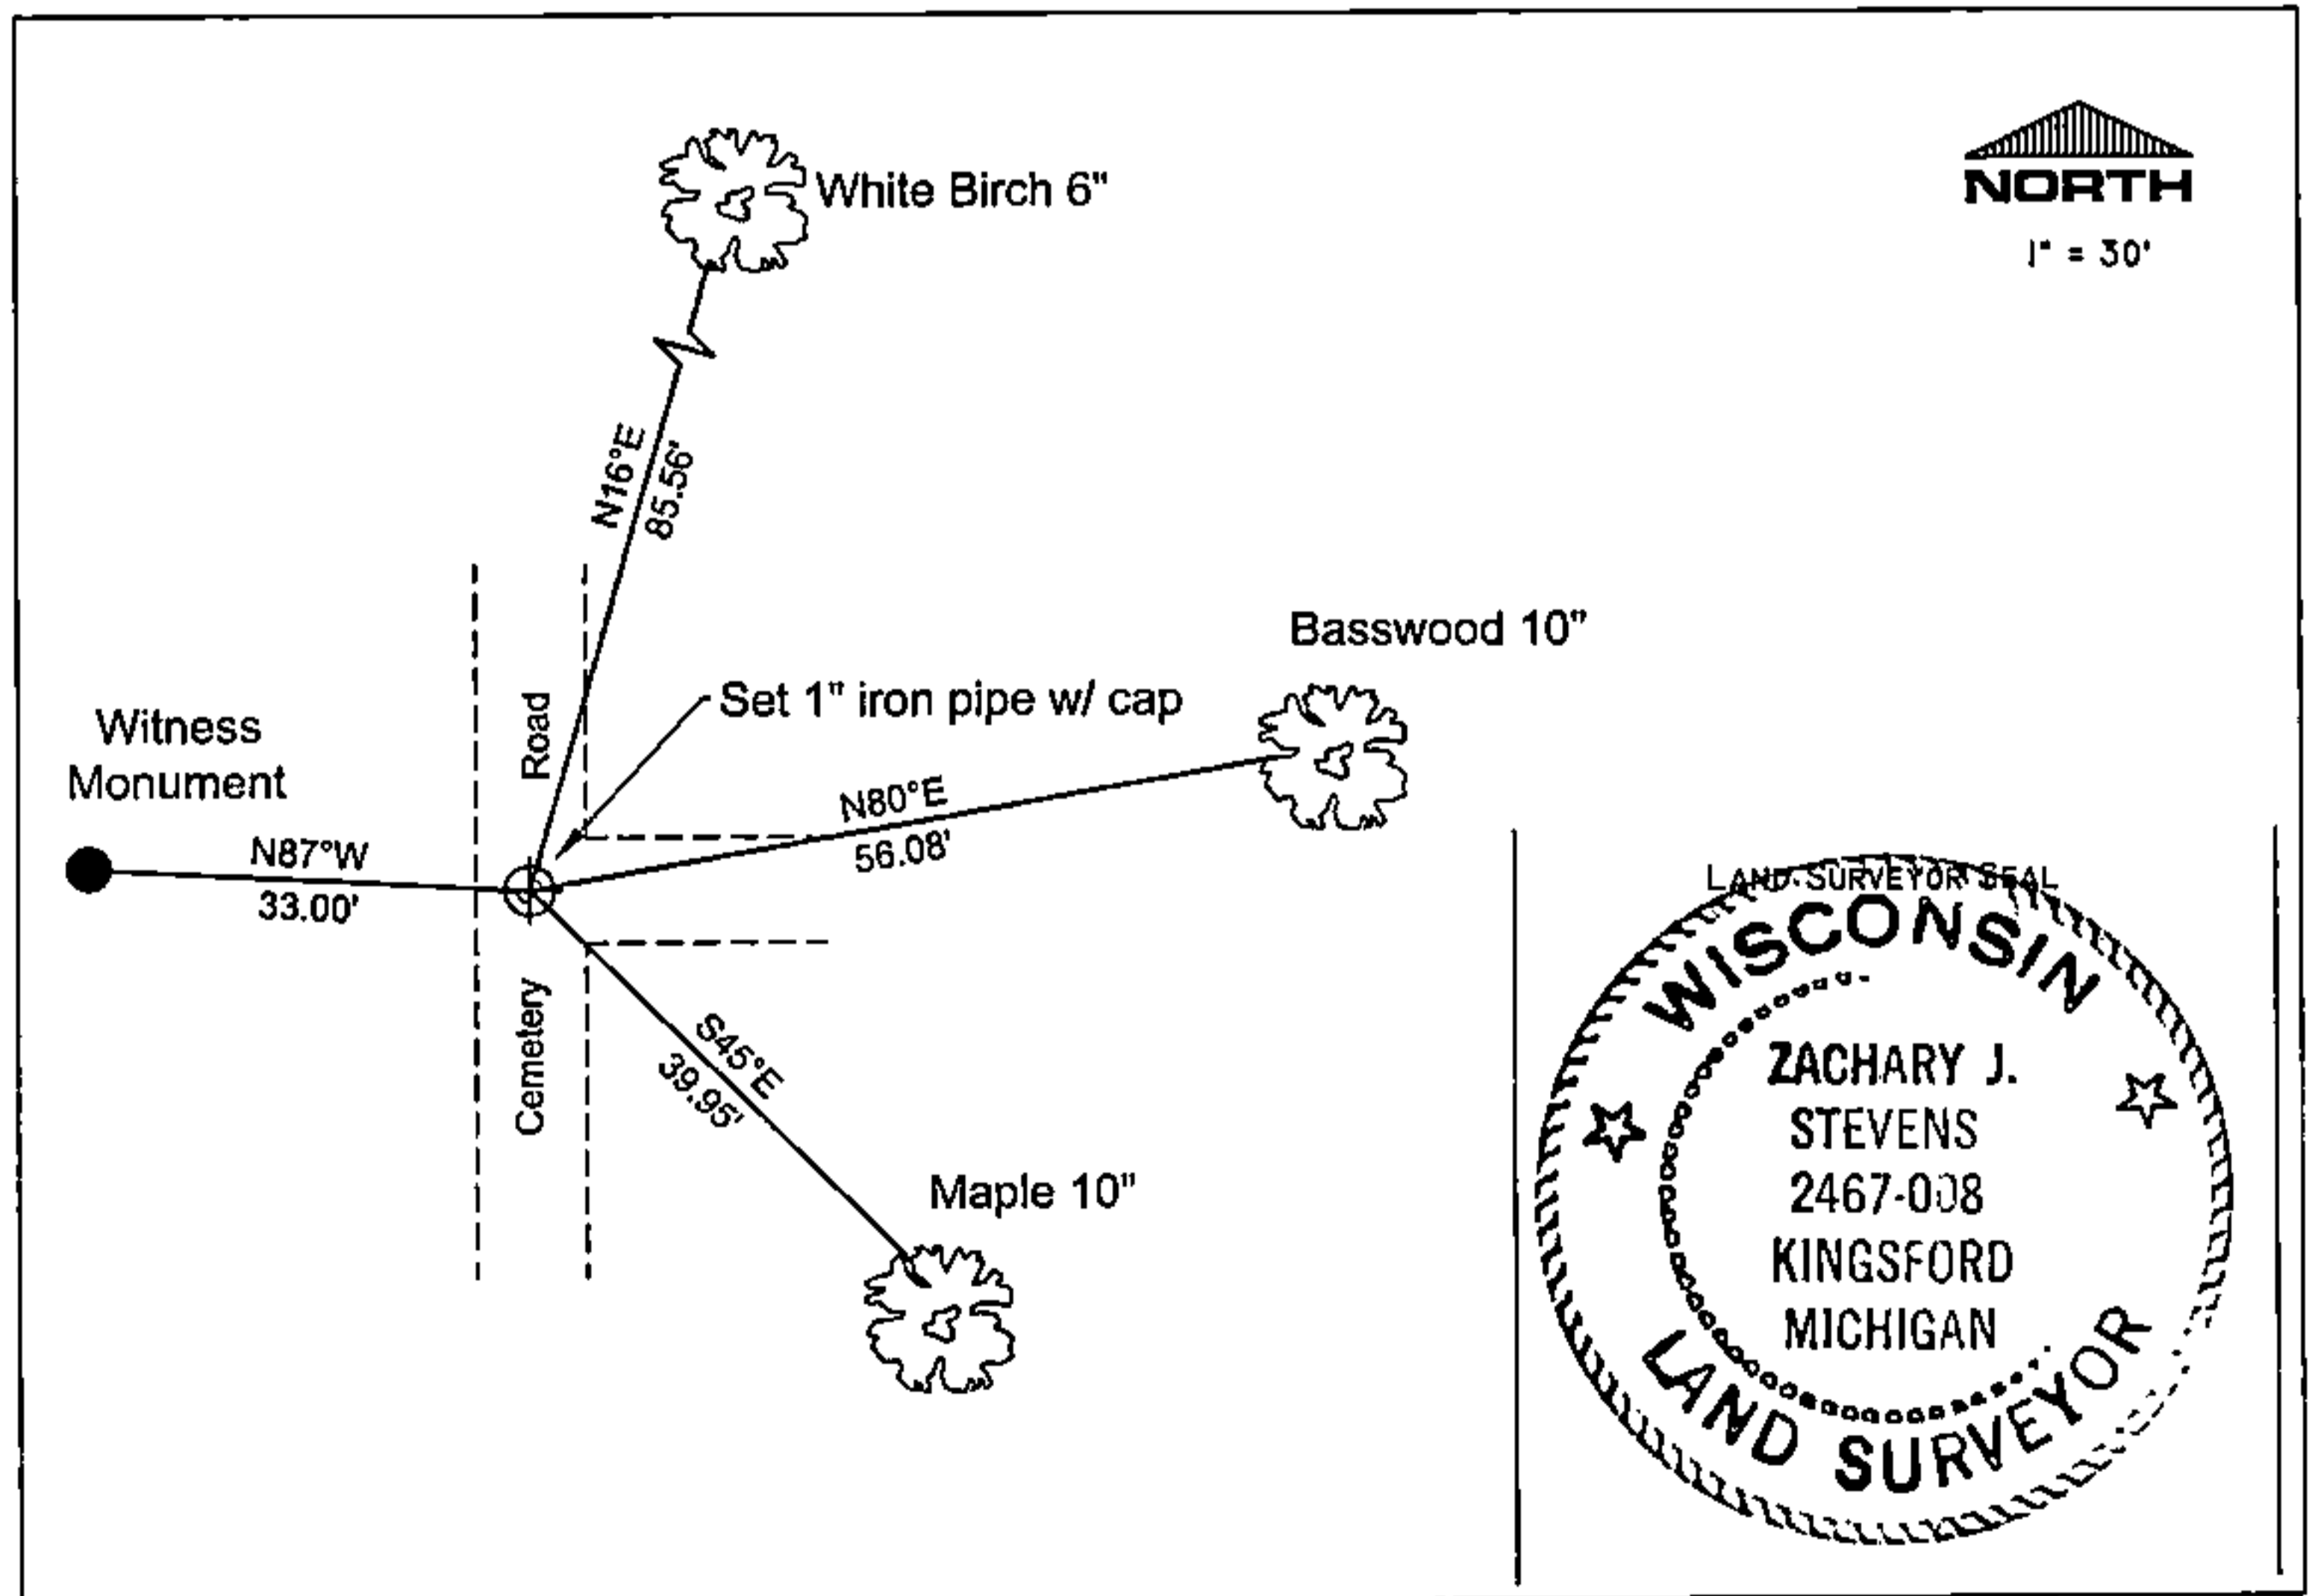 White Birch 6"
NORTH
1" = 30'
N16°E
85.56'
Basswood 10"
Set 1" iron pipe w/ cap
Road
Witness
Monument
N80°E
56.08'
N87°W
33.00'
Cemetery
S45°E
39.95'
Maple 10"
LAND SURVEYOR SEAL
WISCONSIN
ZACHARY J.
STEVENS
2467-008
KINGSFORD
MICHIGAN
LAND SURVEYOR